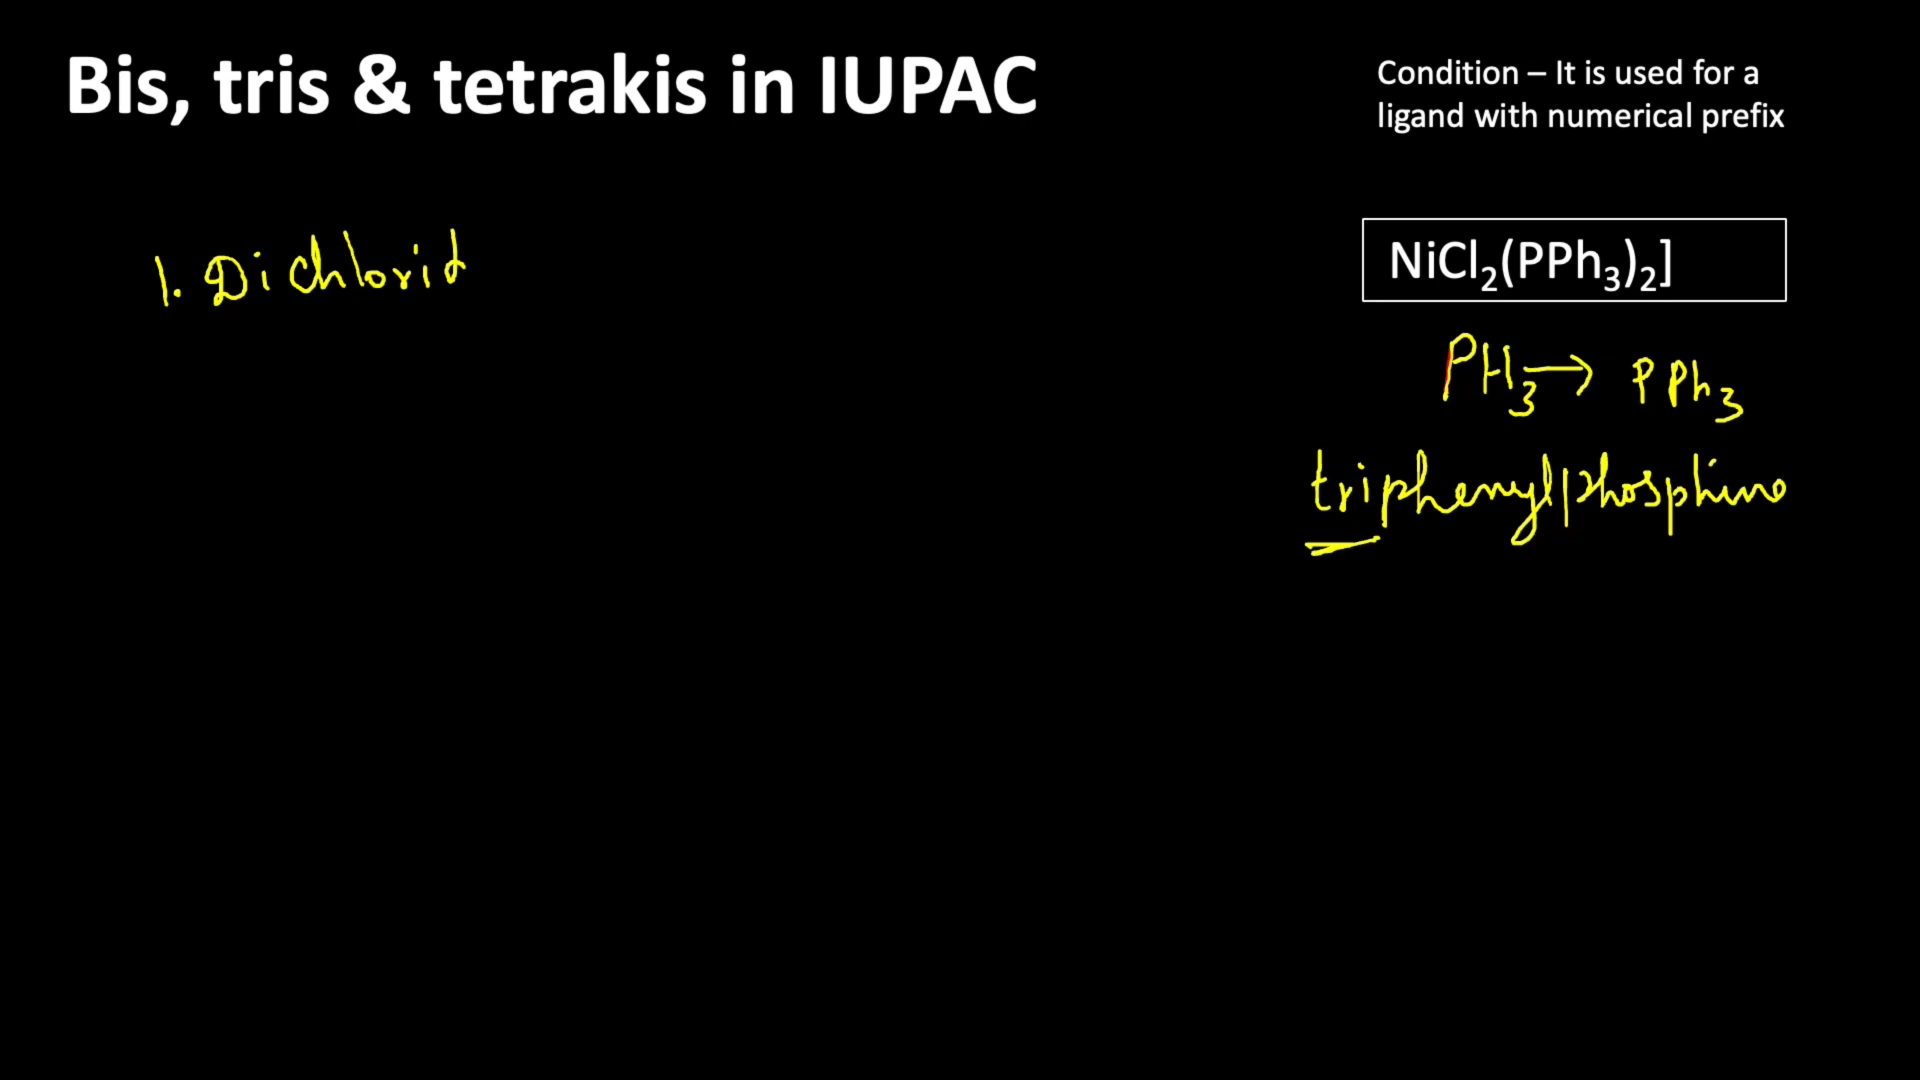 Bis, tris & tetrakis in IUPAC
Condition – It is used for a
ligand with numerical prefix
NiCl₂(PPh₃)₂]
1. Dichlorid
PH₃ → PPh₃
triphenylphosphine